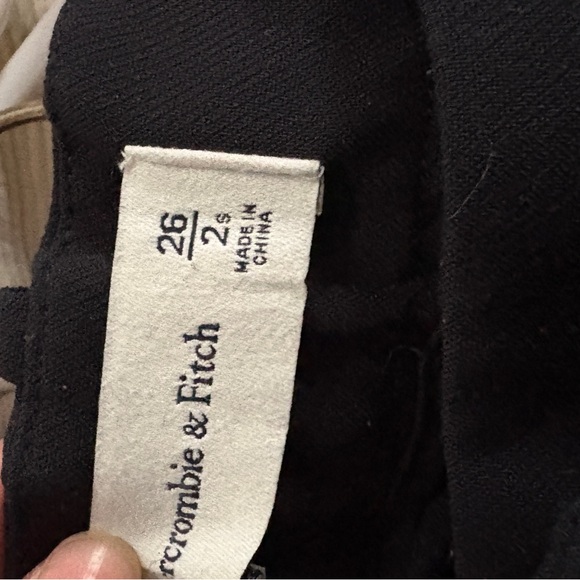 rcrombie & Fitch
26
2s
MADE IN
CHINA